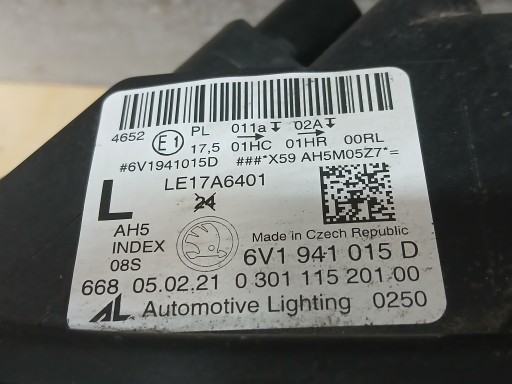 4652 E1 PL 011a 02A
17,5 01HC 01HR 00RL
#6V1941015D ###*X59 AH5M05Z7*=
LE17A6401
24
L
AH5
INDEX
08S
Made in Czech Republic
6V1 941 015 D
668 05.02.21 0 301 115 201 00
AL Automotive Lighting 0250